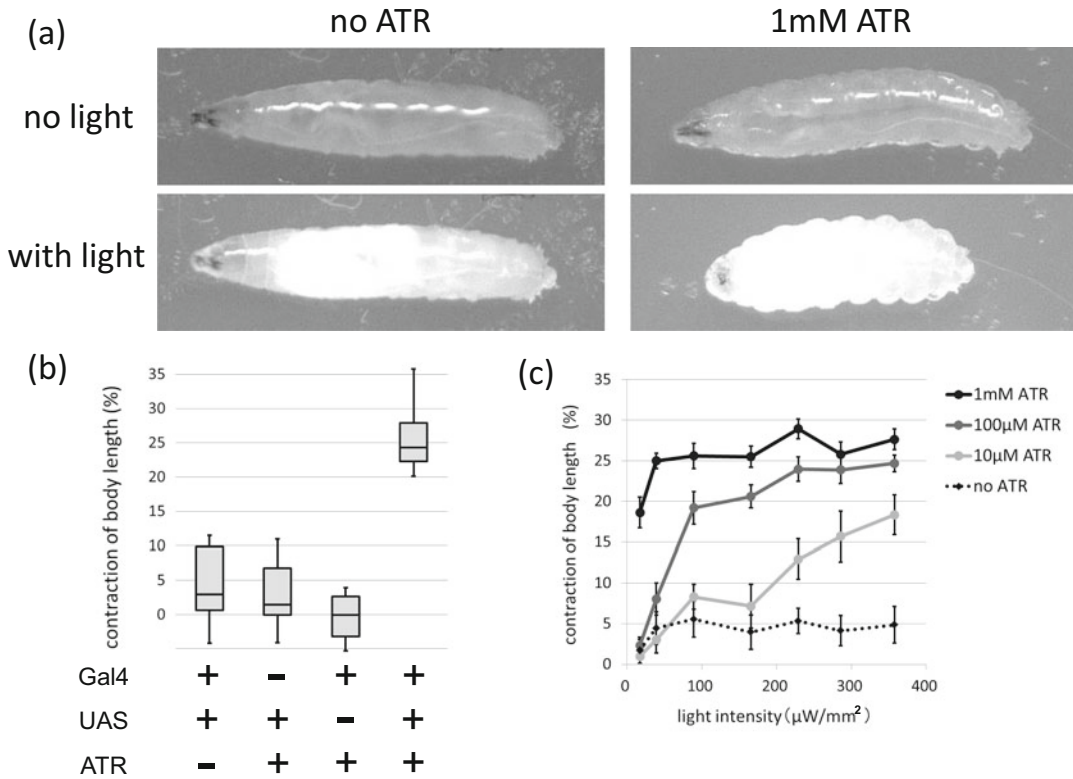 (a)
no ATR
1mM ATR
no light
with light
(b)
contraction of body length (%)
35
30
25
20
15
10
5
0
Gal4 + - + +
UAS + + - +
ATR - + + +
(c)
contraction of body length (%)
35
30
25
20
15
10
5
0
0 100 200 300 400
light intensity(μW/mm²)
1mM ATR
100μM ATR
10μM ATR
no ATR